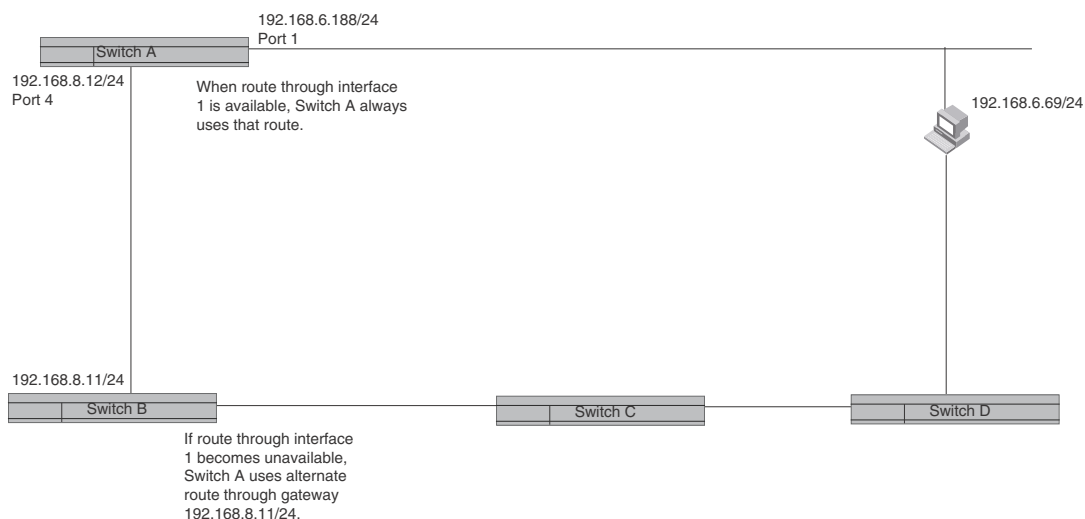 192.168.6.188/24
Port 1
Switch A
192.168.8.12/24
Port 4
When route through interface
1 is available, Switch A always
uses that route.
192.168.6.69/24
192.168.8.11/24
Switch B
Switch C
Switch D
If route through interface
1 becomes unavailable,
Switch A uses alternate
route through gateway
192.168.8.11/24.